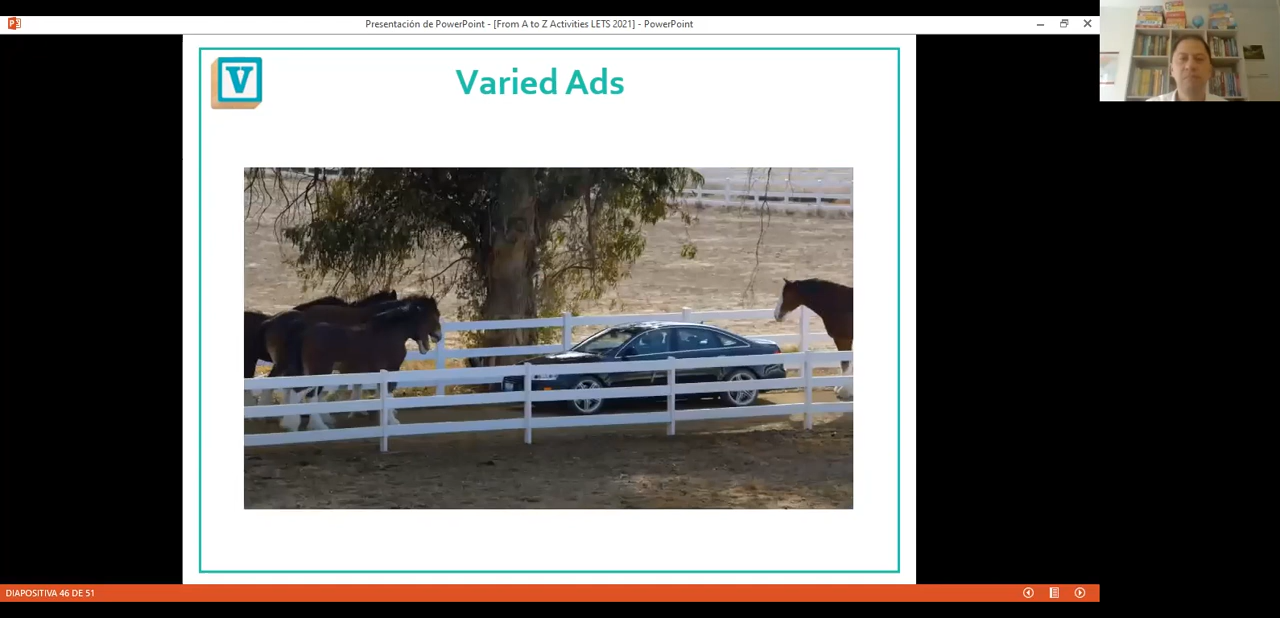 Presentación de PowerPoint - [From A to Z Activities LETS 2021] - PowerPoint
V
Varied Ads
DIAPOSITIVA 46 DE 51